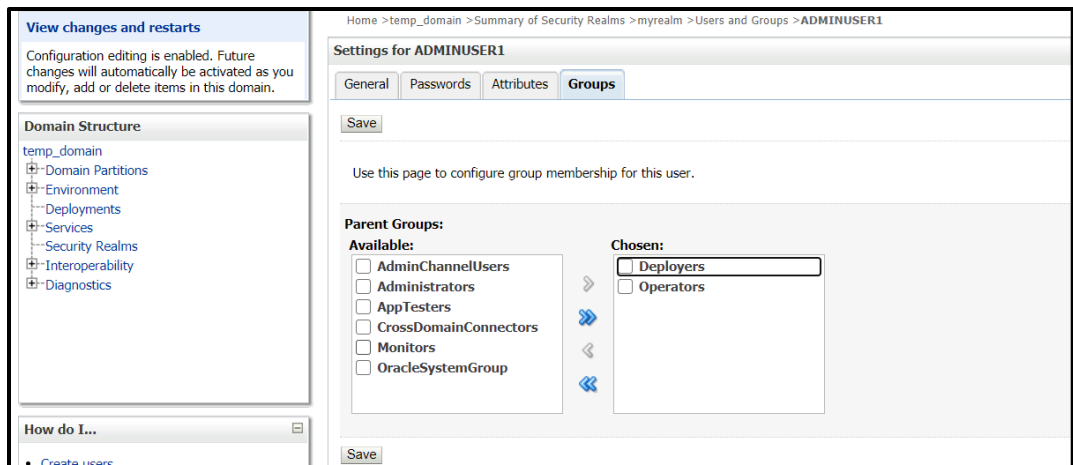 View changes and restarts
Configuration editing is enabled. Future
changes will automatically be activated as you
modify, add or delete items in this domain.
Domain Structure
temp_domain
Domain Partitions
Environment
Deployments
Services
Security Realms
Interoperability
Diagnostics
How do I...
Create users
Home >temp_domain >Summary of Security Realms >myrealm >Users and Groups >ADMINUSER1
Settings for ADMINUSER1
General Passwords Attributes Groups
Save
Use this page to configure group membership for this user.
Parent Groups:
Available:
AdminChannelUsers
Administrators
AppTesters
CrossDomainConnectors
Monitors
OracleSystemGroup
Chosen:
Deployers
Operators
Save